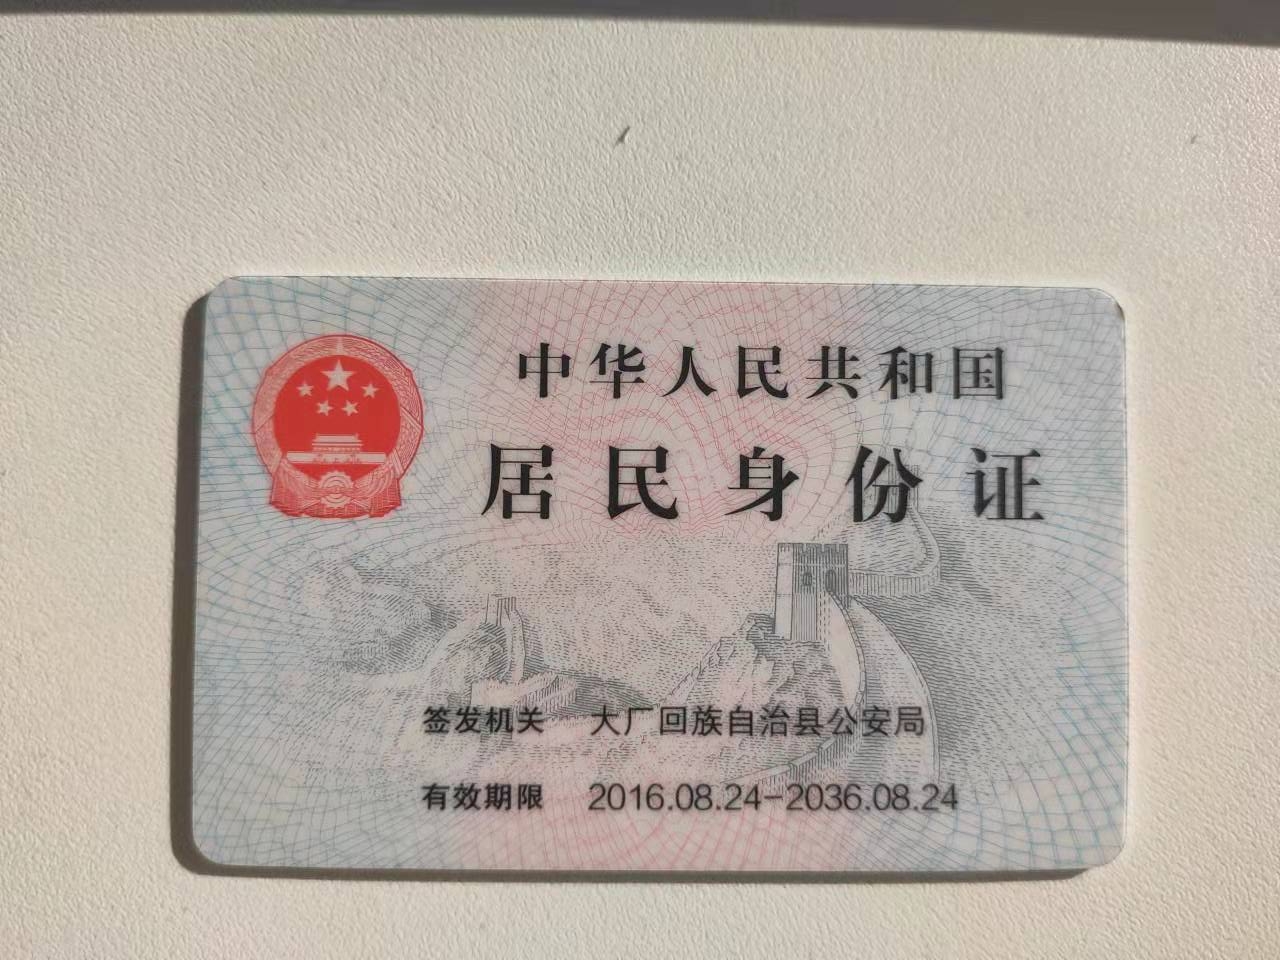 中华人民共和国
居民身份证
签发机关 大厂回族自治县公安局
有效期限 2016.08.24-2036.08.24